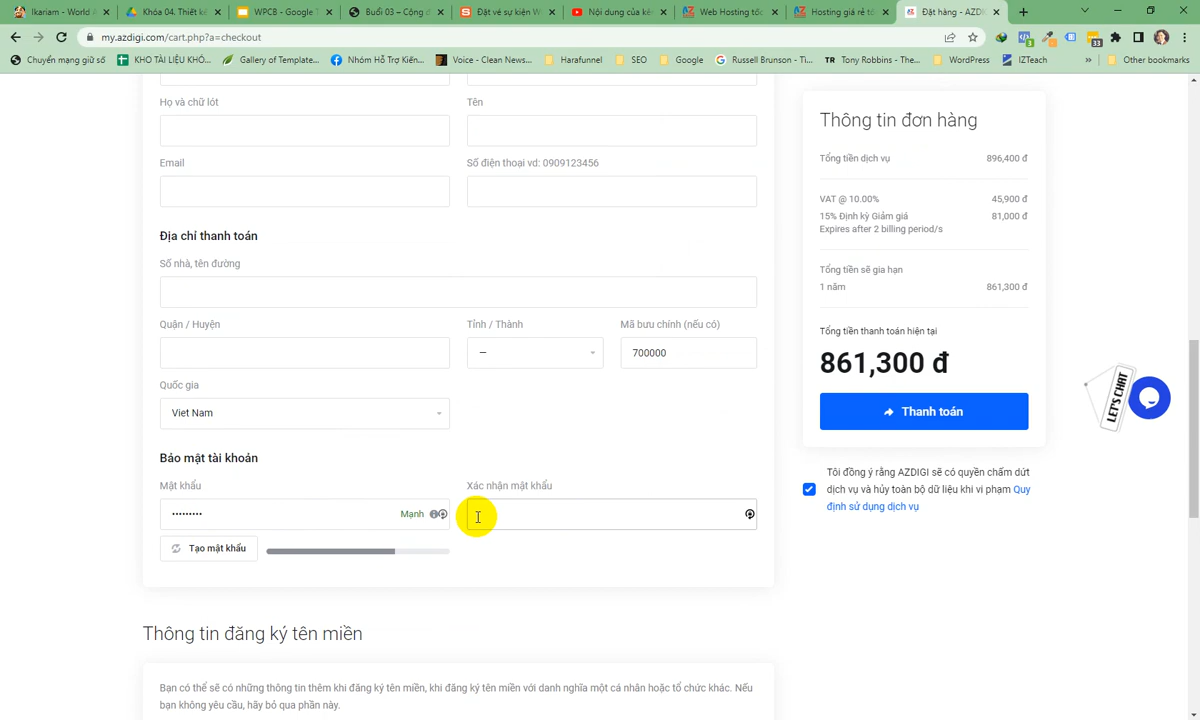 Ikariam - World A
Khóa 04. Thiết kế
WPCB - Google T
Buổi 03 – Cộng đ
Đặt vé sự kiện W
Nội dung của kên
Web Hosting tốc
Hosting giá rẻ tố
Đặt hàng - AZDIG
my.azdigi.com/cart.php?a=checkout
Chuyển mạng giữ số
KHO TÀI LIỆU KHÓ...
Gallery of Template...
Nhóm Hỗ Trợ Kiến...
Voice - Clean News...
Harafunnel
SEO
Google
Russell Brunson - Ti...
TR Tony Robbins - The...
WordPress
IZTeach
»
Other bookmarks
Họ và chữ lót
Tên
Email
Số điện thoại vd: 0909123456
Địa chỉ thanh toán
Số nhà, tên đường
Quận / Huyện
Tỉnh / Thành
Mã bưu chính (nếu có)
—
700000
Quốc gia
Viet Nam
Bảo mật tài khoản
Mật khẩu
Xác nhận mật khẩu
•••••••••
Mạnh
Tạo mật khẩu
Thông tin đăng ký tên miền
Bạn có thể sẽ có những thông tin thêm khi đăng ký tên miền, khi đăng ký tên miền với danh nghĩa một cá nhân hoặc tổ chức khác. Nếu
bạn không yêu cầu, hãy bỏ qua phần này.
Thông tin đơn hàng
Tổng tiền dịch vụ 896,400 đ
VAT @ 10.00% 45,900 đ
15% Định kỳ Giảm giá 81,000 đ
Expires after 2 billing period/s
Tổng tiền sẽ gia hạn
1 năm 861,300 đ
Tổng tiền thanh toán hiện tại
861,300 đ
Thanh toán
Tôi đồng ý rằng AZDIGI sẽ có quyền chấm dứt
dịch vụ và hủy toàn bộ dữ liệu khi vi phạm Quy
định sử dụng dịch vụ
LET'S CHAT